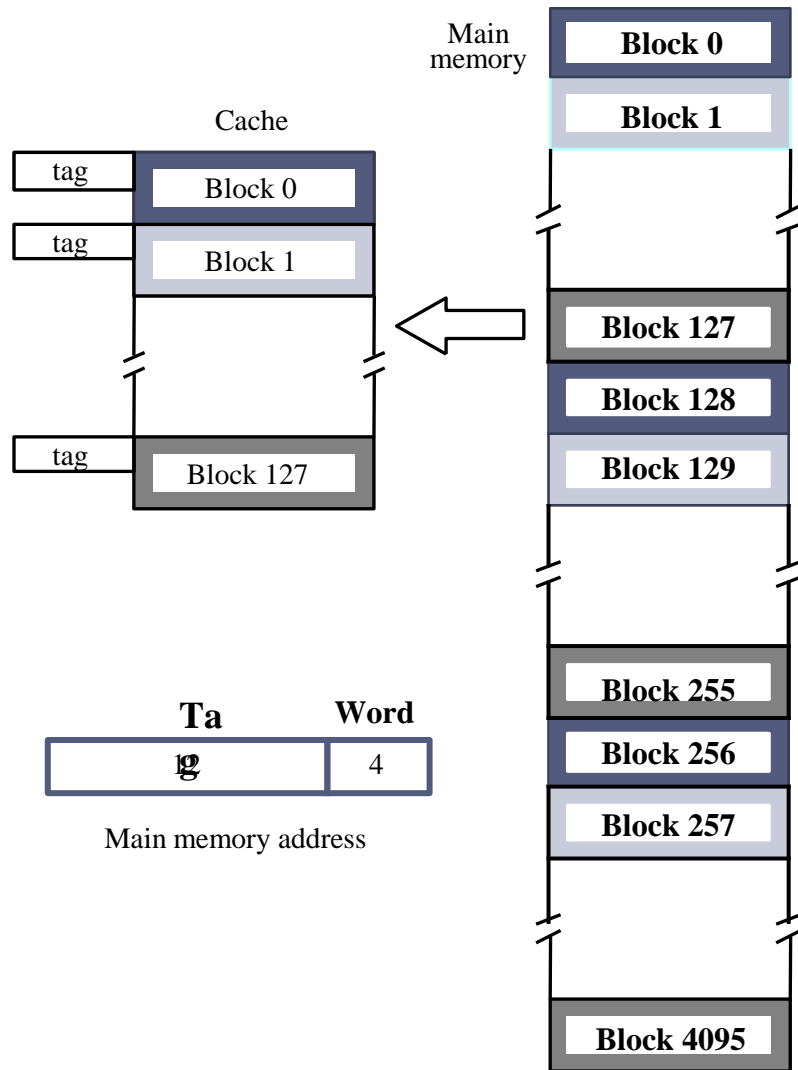 Main
memory
Block 0
Block 1
Cache
tag
Block 0
tag
Block 1
Block 127
Block 128
tag
Block 127
Block 129
Block 255
Ta
g
Word
12
4
Block 256
Main memory address
Block 257
Block 4095